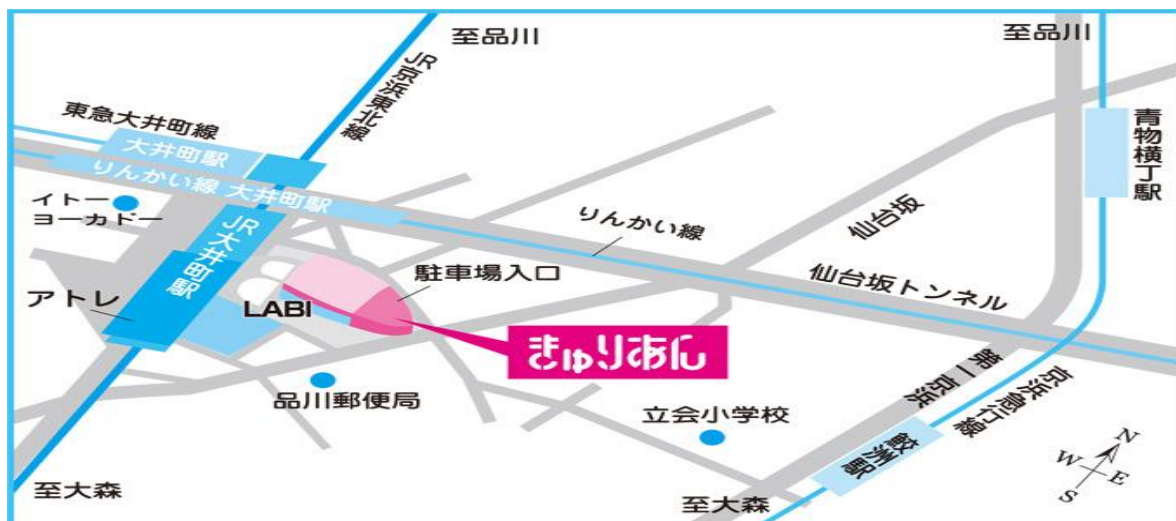 至品川
至品川
JR京浜東北線
東急大井町線
大井町駅
りんかい線 大井町駅
青物横丁駅
イトー
ヨーカドー
JR大井町駅
りんかい線
仙台坂
駐車場入口
仙台坂トンネル
アトレ
LABI
きゅりあん
第一京浜
京浜急行線
品川郵便局
立会小学校
鮫洲駅
至大森
至大森
N
W
E
S